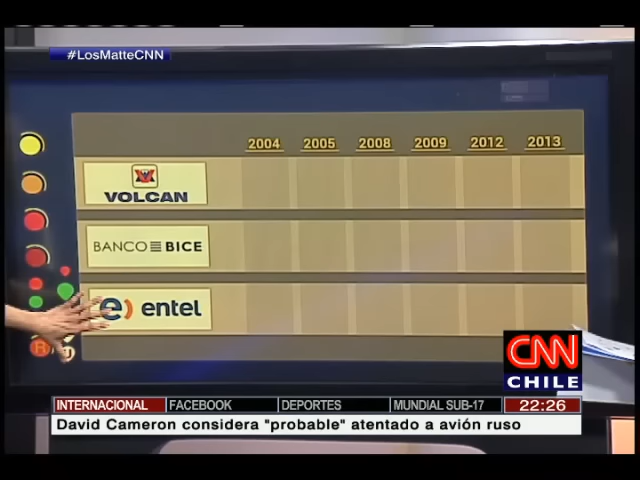 #LosMatteCNN
2004 2005 2008 2009 2012 2013
VOLCAN
BANCO BICE
e) entel
R
CNN
CHILE
INTERNACIONAL FACEBOOK DEPORTES MUNDIAL SUB-17 22:26
David Cameron considera "probable" atentado a avión ruso